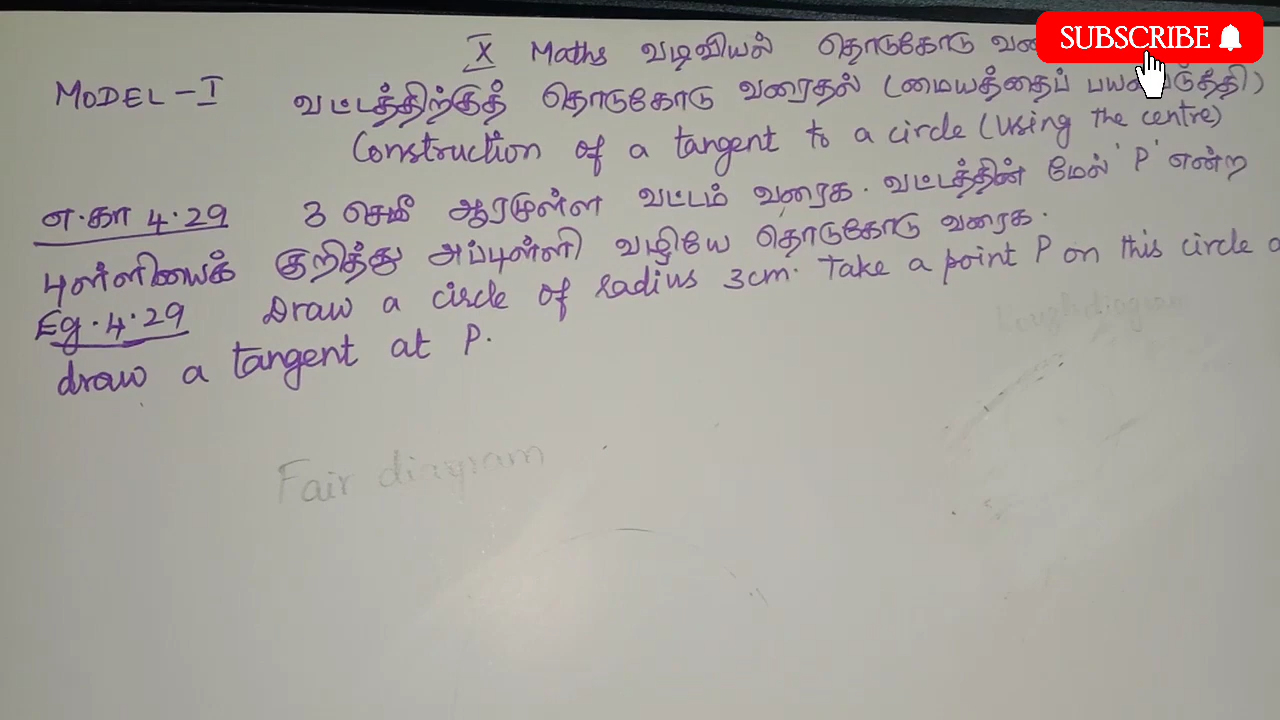 X Maths வடிவியல் தொடுகோடு
SUBSCRIBE
MODEL - I வட்டத்திற்குத் தொடுகோடு வரைதல் (மையத்தைப்
Construction of a tangent to a circle (using the centre)
எ.கா 4.29 3 செமீ ஆரமுள்ள வட்டம் வரைக. வட்டத்தின் மேல் 'P' என்ற
புள்ளியைக் குறித்து அப்புள்ளி வழியே தொடுகோடு வரைக.
Eg. 4.29 Draw a circle of radius 3cm. Take a point P on this circle
draw a tangent at P.
Rough diagram
Fair diagram